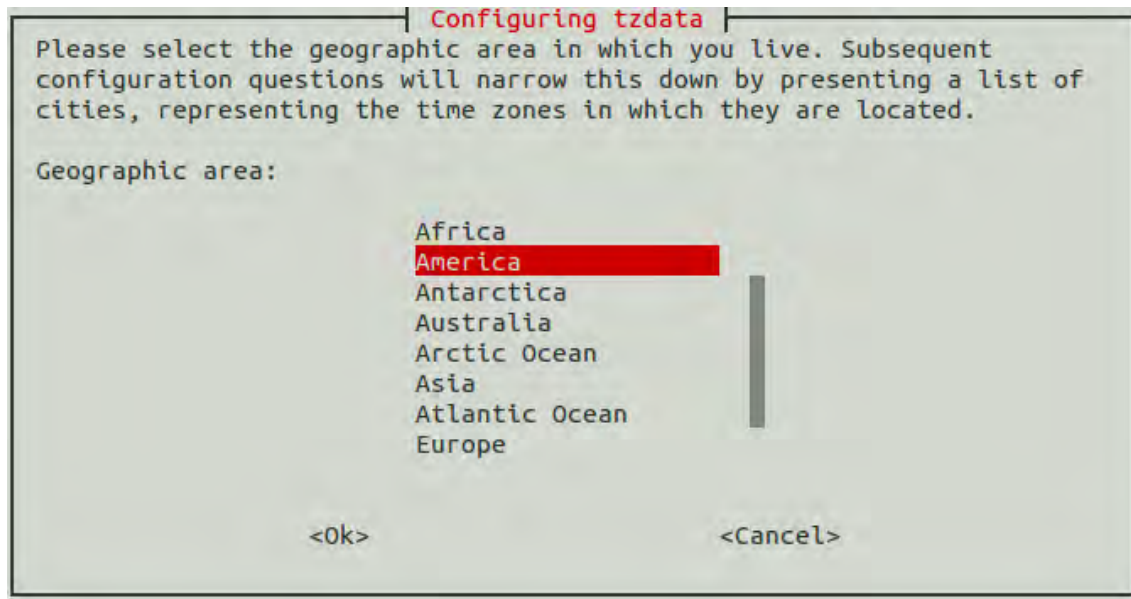 Configuring tzdata
Please select the geographic area in which you live. Subsequent
configuration questions will narrow this down by presenting a list of
cities, representing the time zones in which they are located.
Geographic area:
Africa
America
Antarctica
Australia
Arctic Ocean
Asia
Atlantic Ocean
Europe
<Ok> <Cancel>